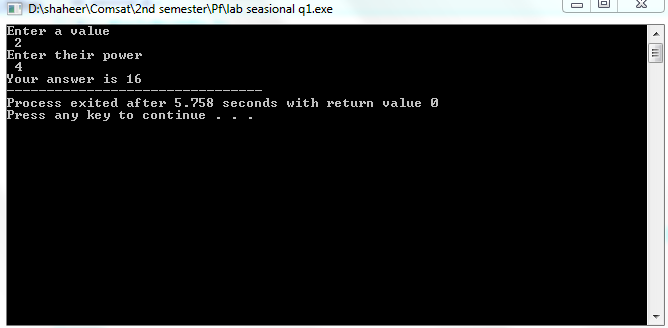 D:\shaheer\Comsat\2nd semester\Pf\lab seasional q1.exe
Enter a value
2
Enter their power
4
Your answer is 16
--------------------------------
Process exited after 5.758 seconds with return value 0
Press any key to continue . . .